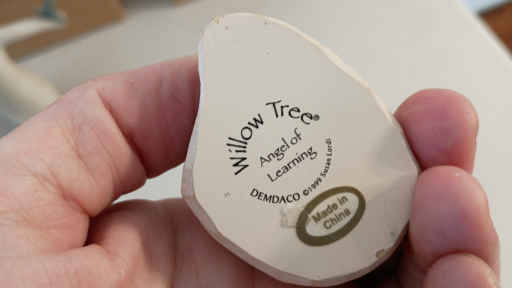 Willow Tree®
Angel of
Learning
DEMDACO ©1999 Susan Lordi
Made in
China